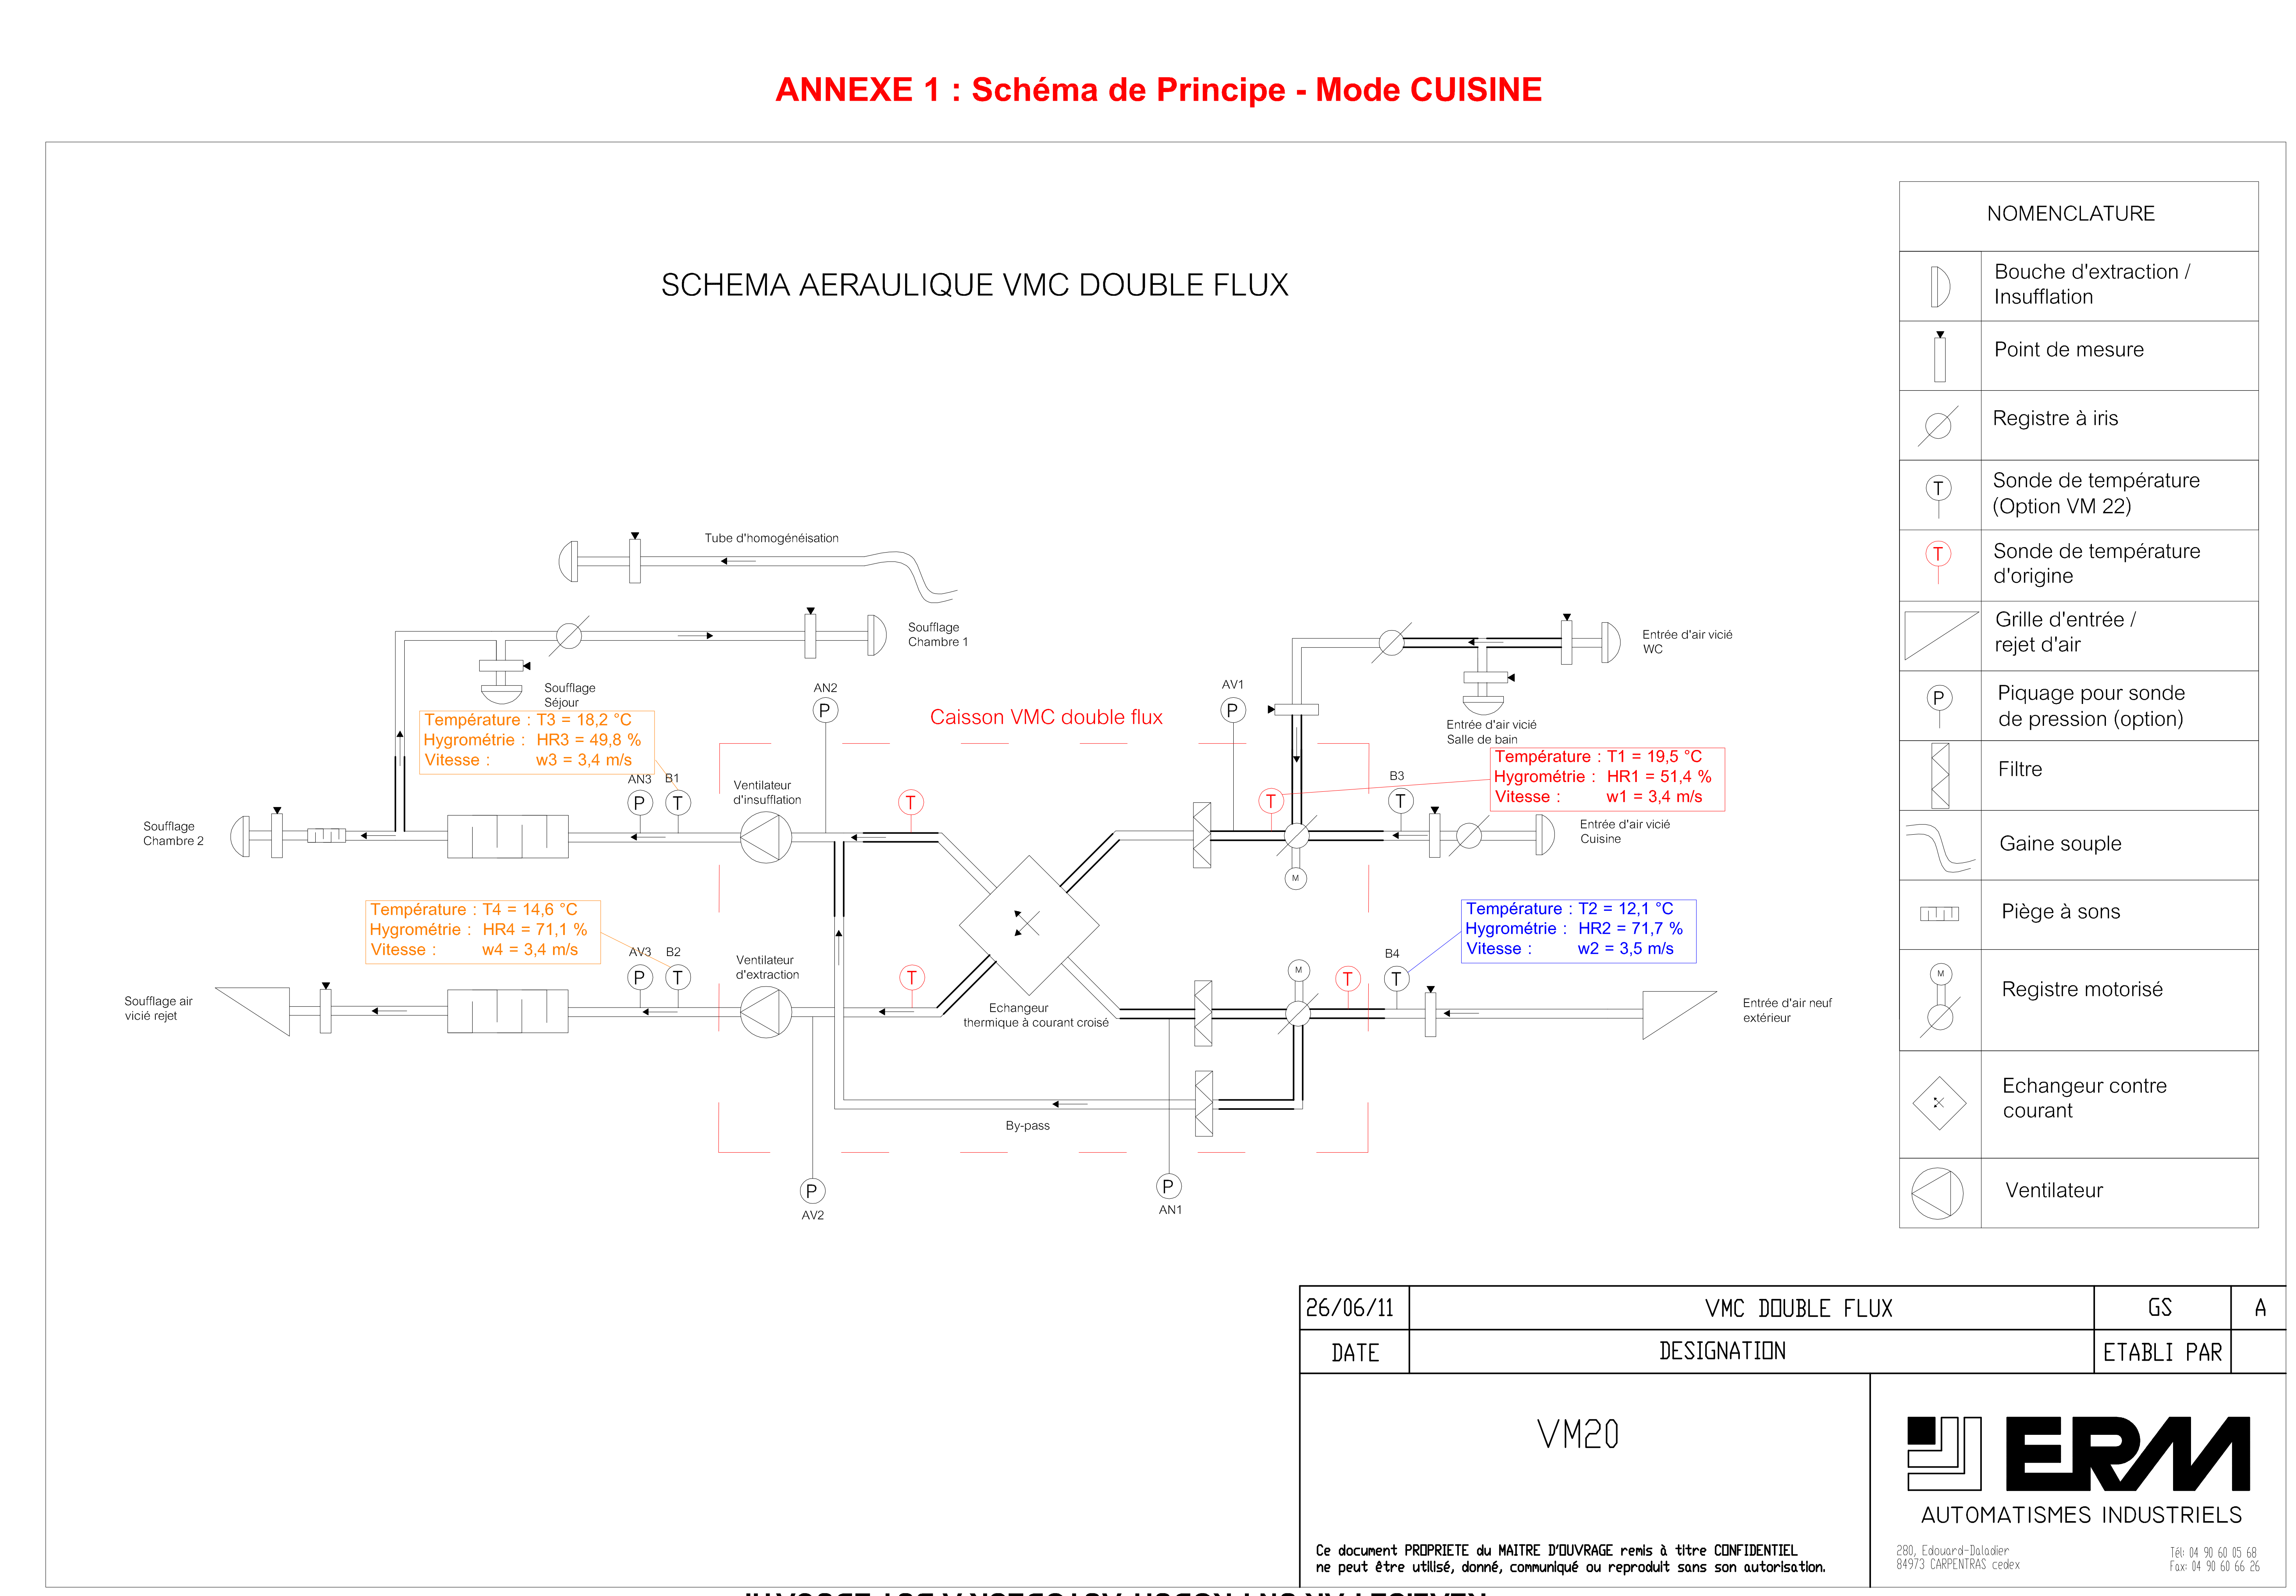 ANNEXE 1 : Schéma de Principe - Mode CUISINE
SCHEMA AERAULIQUE VMC DOUBLE FLUX
Tube d'homogénéisation
Soufflage
Chambre 1
Soufflage
Séjour
AN2
AV1
Caisson VMC double flux
Entrée d'air vicié
WC
Entrée d'air vicié
Salle de bain
Température : T3 = 18,2 °C
Hygrométrie : HR3 = 49,8 %
Vitesse : w3 = 3,4 m/s
Température : T1 = 19,5 °C
Hygrométrie : HR1 = 51,4 %
Vitesse : w1 = 3,4 m/s
AN3
B1
B3
Ventilateur
d'insufflation
Soufflage
Chambre 2
Entrée d'air vicié
Cuisine
P
T
T
P
P
T
T
M
Température : T4 = 14,6 °C
Hygrométrie : HR4 = 71,1 %
Vitesse : w4 = 3,4 m/s
Température : T2 = 12,1 °C
Hygrométrie : HR2 = 71,7 %
Vitesse : w2 = 3,5 m/s
AV3
B2
B4
Ventilateur
d'extraction
P
T
T
M
T
T
Soufflage air
vicié rejet
Echangeur
thermique à courant croisé
Entrée d'air neuf
extérieur
By-pass
P
AV2
P
AN1
NOMENCLATURE
Bouche d'extraction /
Insufflation
Point de mesure
Registre à iris
T
Sonde de température
(Option VM 22)
T
Sonde de température
d'origine
Grille d'entrée /
rejet d'air
P
Piquage pour sonde
de pression (option)
Filtre
Gaine souple
Piège à sons
M
Registre motorisé
Echangeur contre
courant
Ventilateur
26/06/11
VMC DOUBLE FLUX
GS
A
DATE
DESIGNATION
ETABLI PAR
VM20
Ce document PROPRIETE du MAITRE D'OUVRAGE remis à titre CONFIDENTIEL
ne peut être utilisé, donné, communiqué ou reproduit sans son autorisation.
ERM
AUTOMATISMES INDUSTRIELS
280, Edouard-Daladier
84973 CARPENTRAS cedex
Tél: 04 90 60 05 68
Fax: 04 90 60 66 26